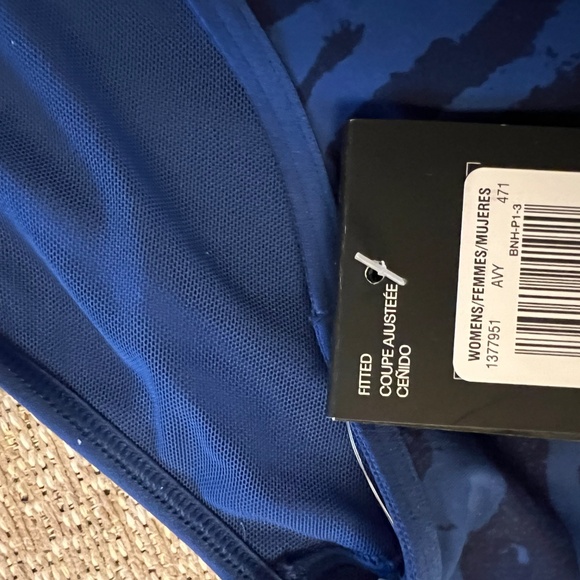 WOMENS/FEMMES/MUJERES
1377951 AVY 471
BNH-P1-3
FITTED
COUPE AJUSTÉE
CEÑIDO